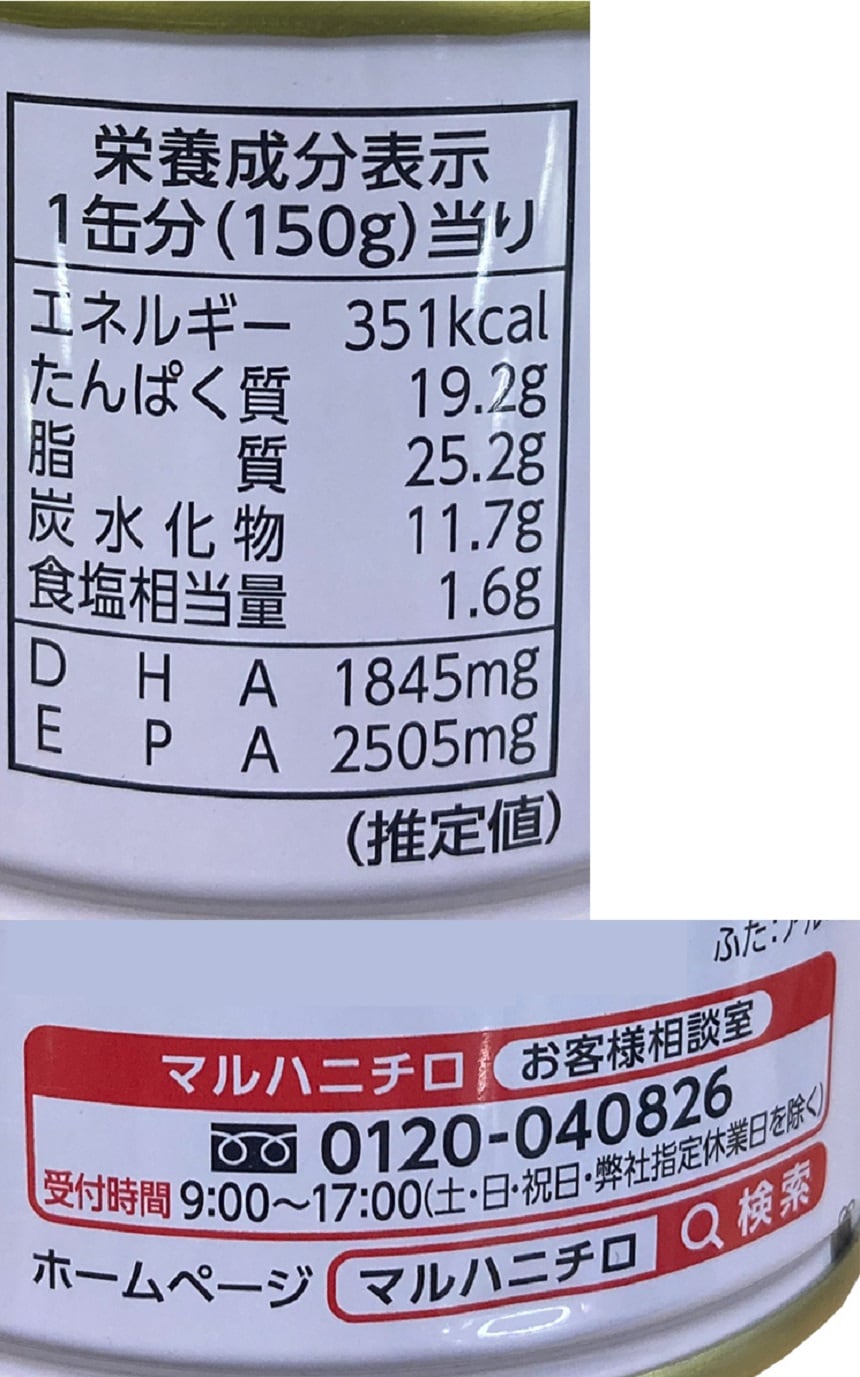 栄養成分表示
1缶分(150g)当り
エネルギー 351kcal
たんぱく質 19.2g
脂質 25.2g
炭水化物 11.7g
食塩相当量 1.6g
DHA 1845mg
EPA 2505mg
(推定値)
ふた:アル
マルハニチロ お客様相談室
0120-040826
受付時間 9:00～17:00(土・日・祝日・弊社指定休業日を除く)
ホームページ マルハニチロ 検索